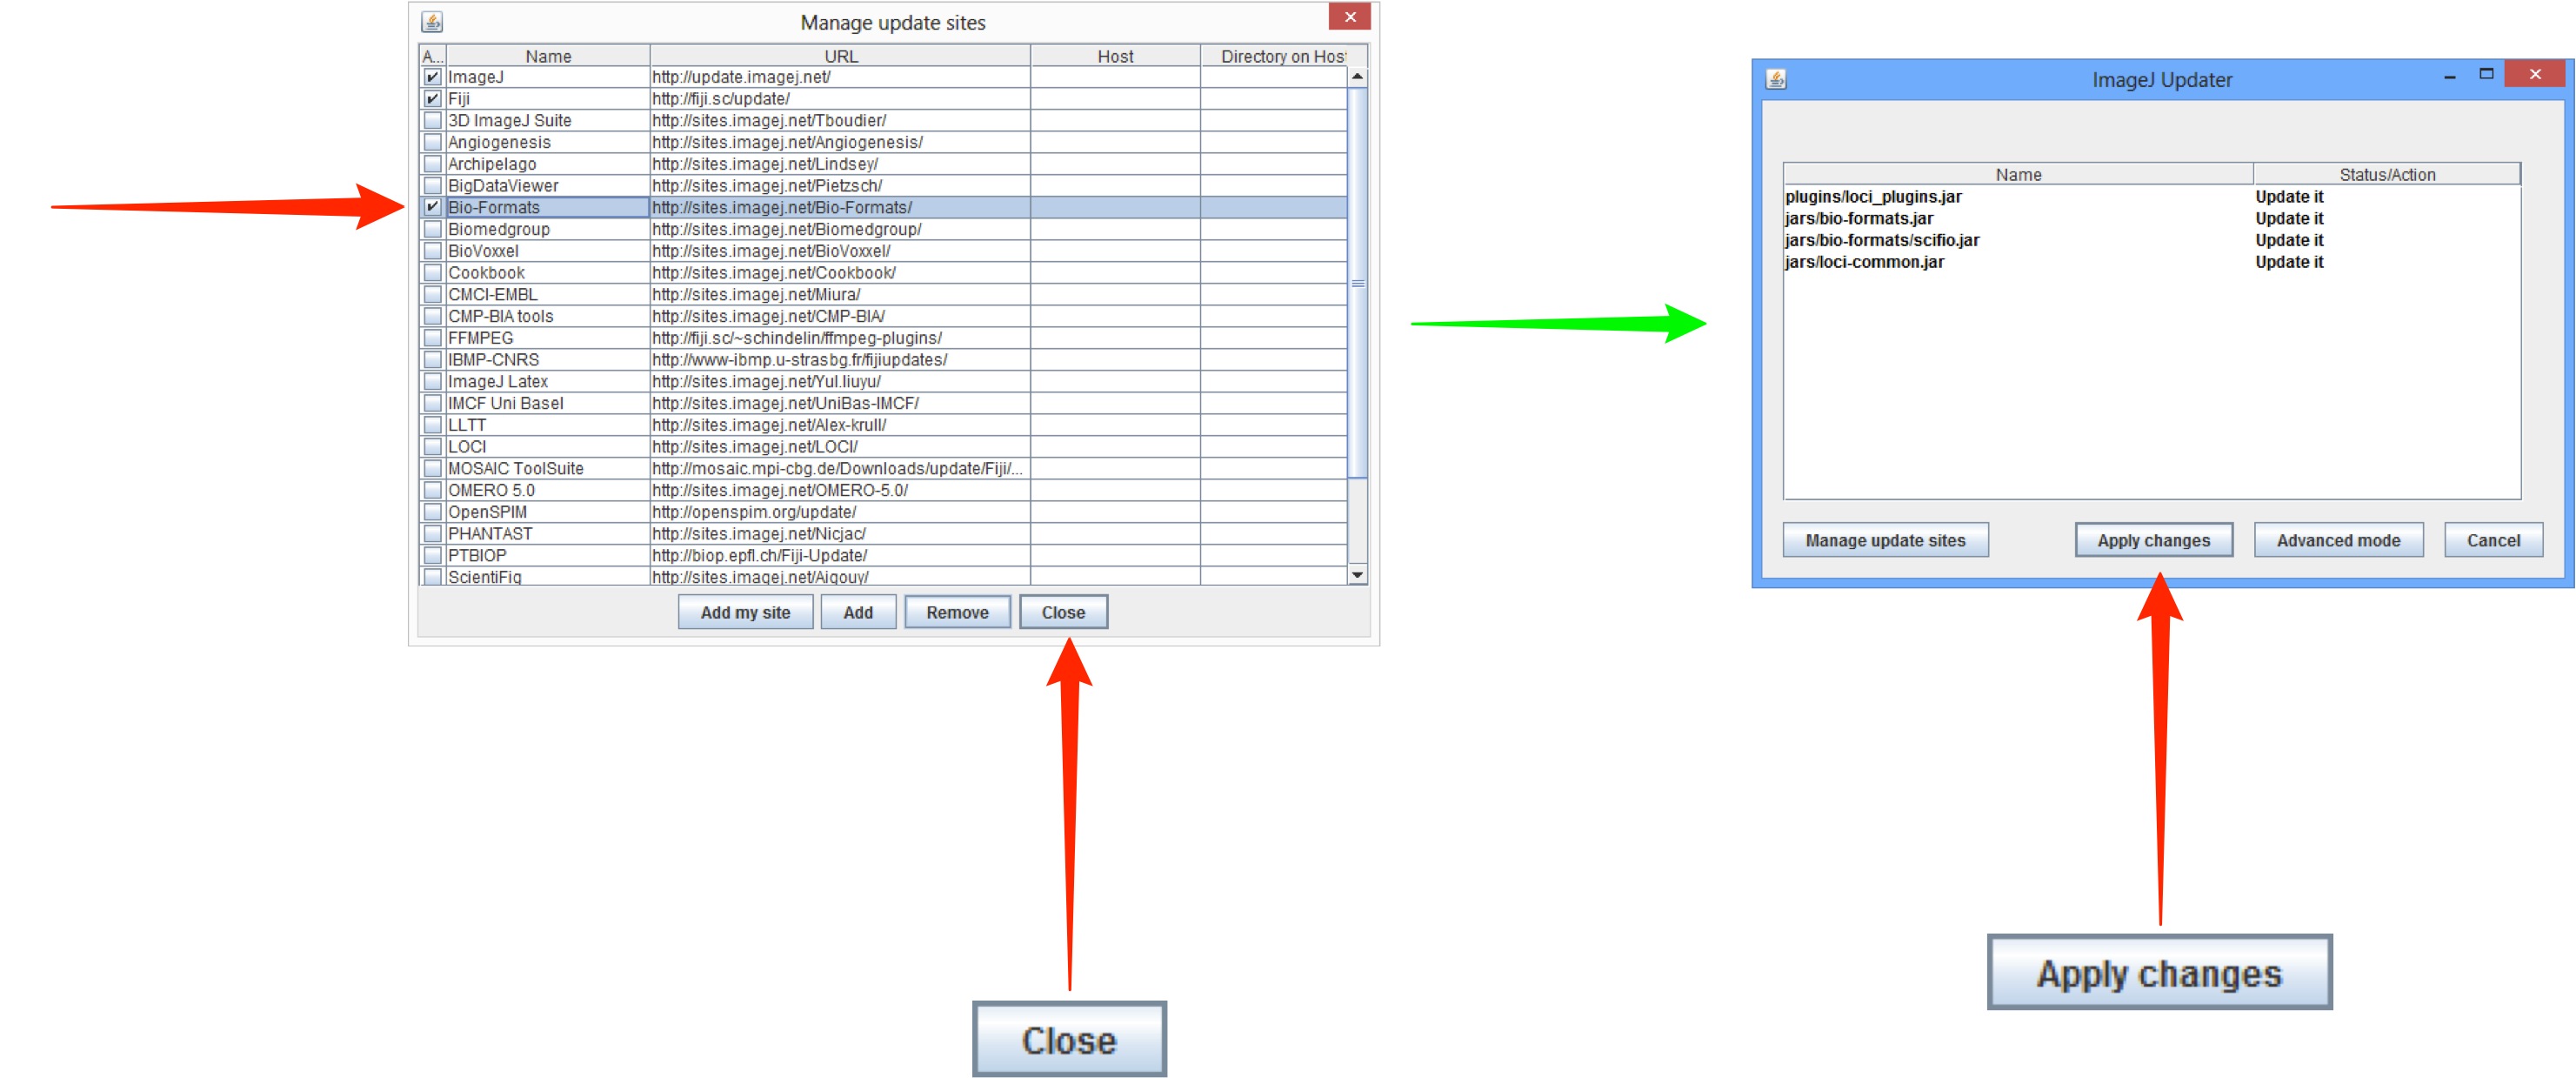 Manage update sites
A... Name URL Host Directory on Host
ImageJ http://update.imagej.net/
Fiji http://fiji.sc/update/
3D ImageJ Suite http://sites.imagej.net/Tboudier/
Angiogenesis http://sites.imagej.net/Angiogenesis/
Archipelago http://sites.imagej.net/Lindsey/
BigDataViewer http://sites.imagej.net/Pietzsch/
Bio-Formats http://sites.imagej.net/Bio-Formats/
Biomedgroup http://sites.imagej.net/Biomedgroup/
BioVoxxel http://sites.imagej.net/BioVoxxel/
Cookbook http://sites.imagej.net/Cookbook/
CMCI-EMBL http://sites.imagej.net/Miura/
CMP-BIA tools http://sites.imagej.net/CMP-BIA/
FFMPEG http://fiji.sc/~schindelin/ffmpeg-plugins/
IBMP-CNRS http://www-ibmp.u-strasbg.fr/fijiupdates/
ImageJ Latex http://sites.imagej.net/Yul.liuyu/
IMCF Uni Basel http://sites.imagej.net/UniBas-IMCF/
LLTT http://sites.imagej.net/Alex-krull/
LOCI http://sites.imagej.net/LOCI/
MOSAIC ToolSuite http://mosaic.mpi-cbg.de/Downloads/update/Fiji/...
OMERO 5.0 http://sites.imagej.net/OMERO-5.0/
OpenSPIM http://openspim.org/update/
PHANTAST http://sites.imagej.net/Nicjac/
PTBIOP http://biop.epfl.ch/Fiji-Update/
ScientiFig http://sites.imagej.net/Aigouy/
Add my site Add Remove Close
Close
ImageJ Updater
Name Status/Action
plugins/loci_plugins.jar Update it
jars/bio-formats.jar Update it
jars/bio-formats/scifio.jar Update it
jars/loci-common.jar Update it
Manage update sites Apply changes Advanced mode Cancel
Apply changes